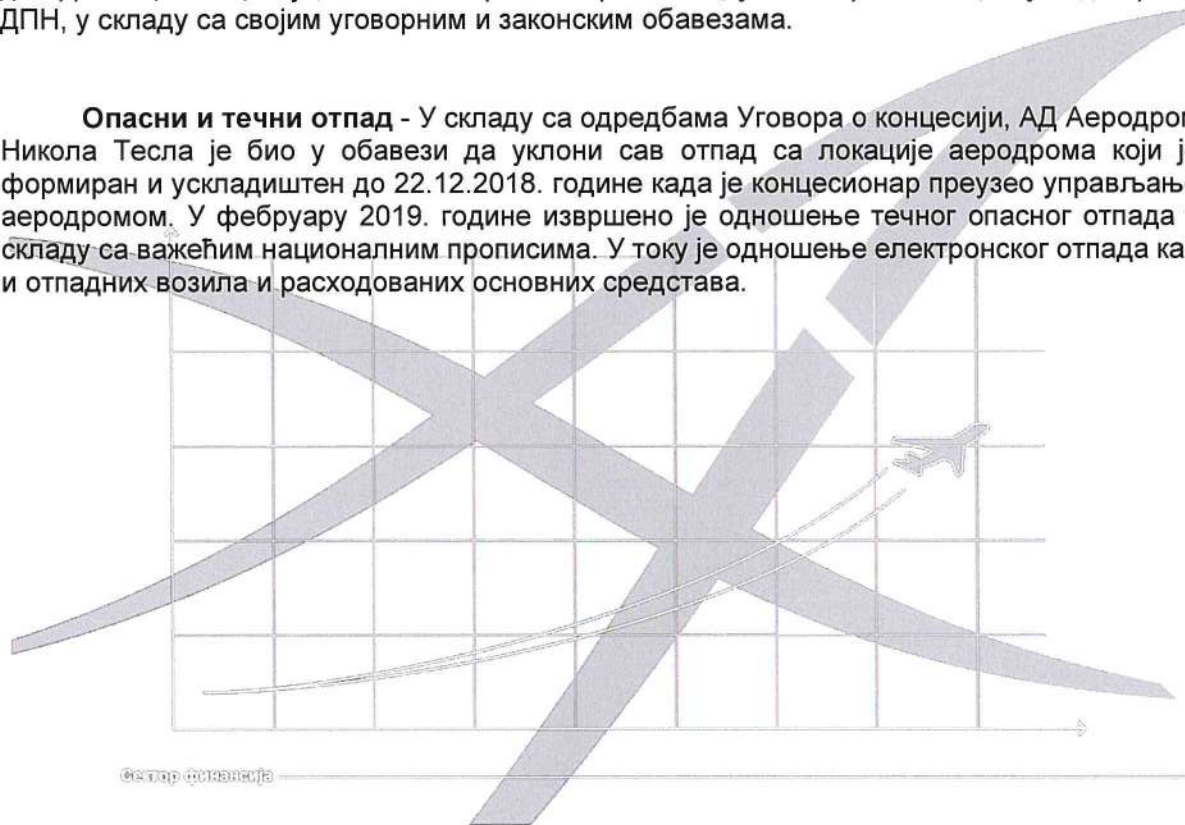 ДПН, у складу са својим уговорним и законским обавезама.
Опасни и течни отпад - У складу са одредбама Уговора о концесији, АД Аеродром
Никола Тесла је био у обавези да уклони сав отпад са локације аеродрома који ј
формиран и ускладиштен до 22.12.2018. године када је концесионар преузео управљањ
аеродромом. У фебруару 2019. године извршено је одношење течног опасног отпада
складу са важећим националним прописима. У току је одношење електронског отпада ка
и отпадних возила и расходованих основних средстава.
Сектор финансија